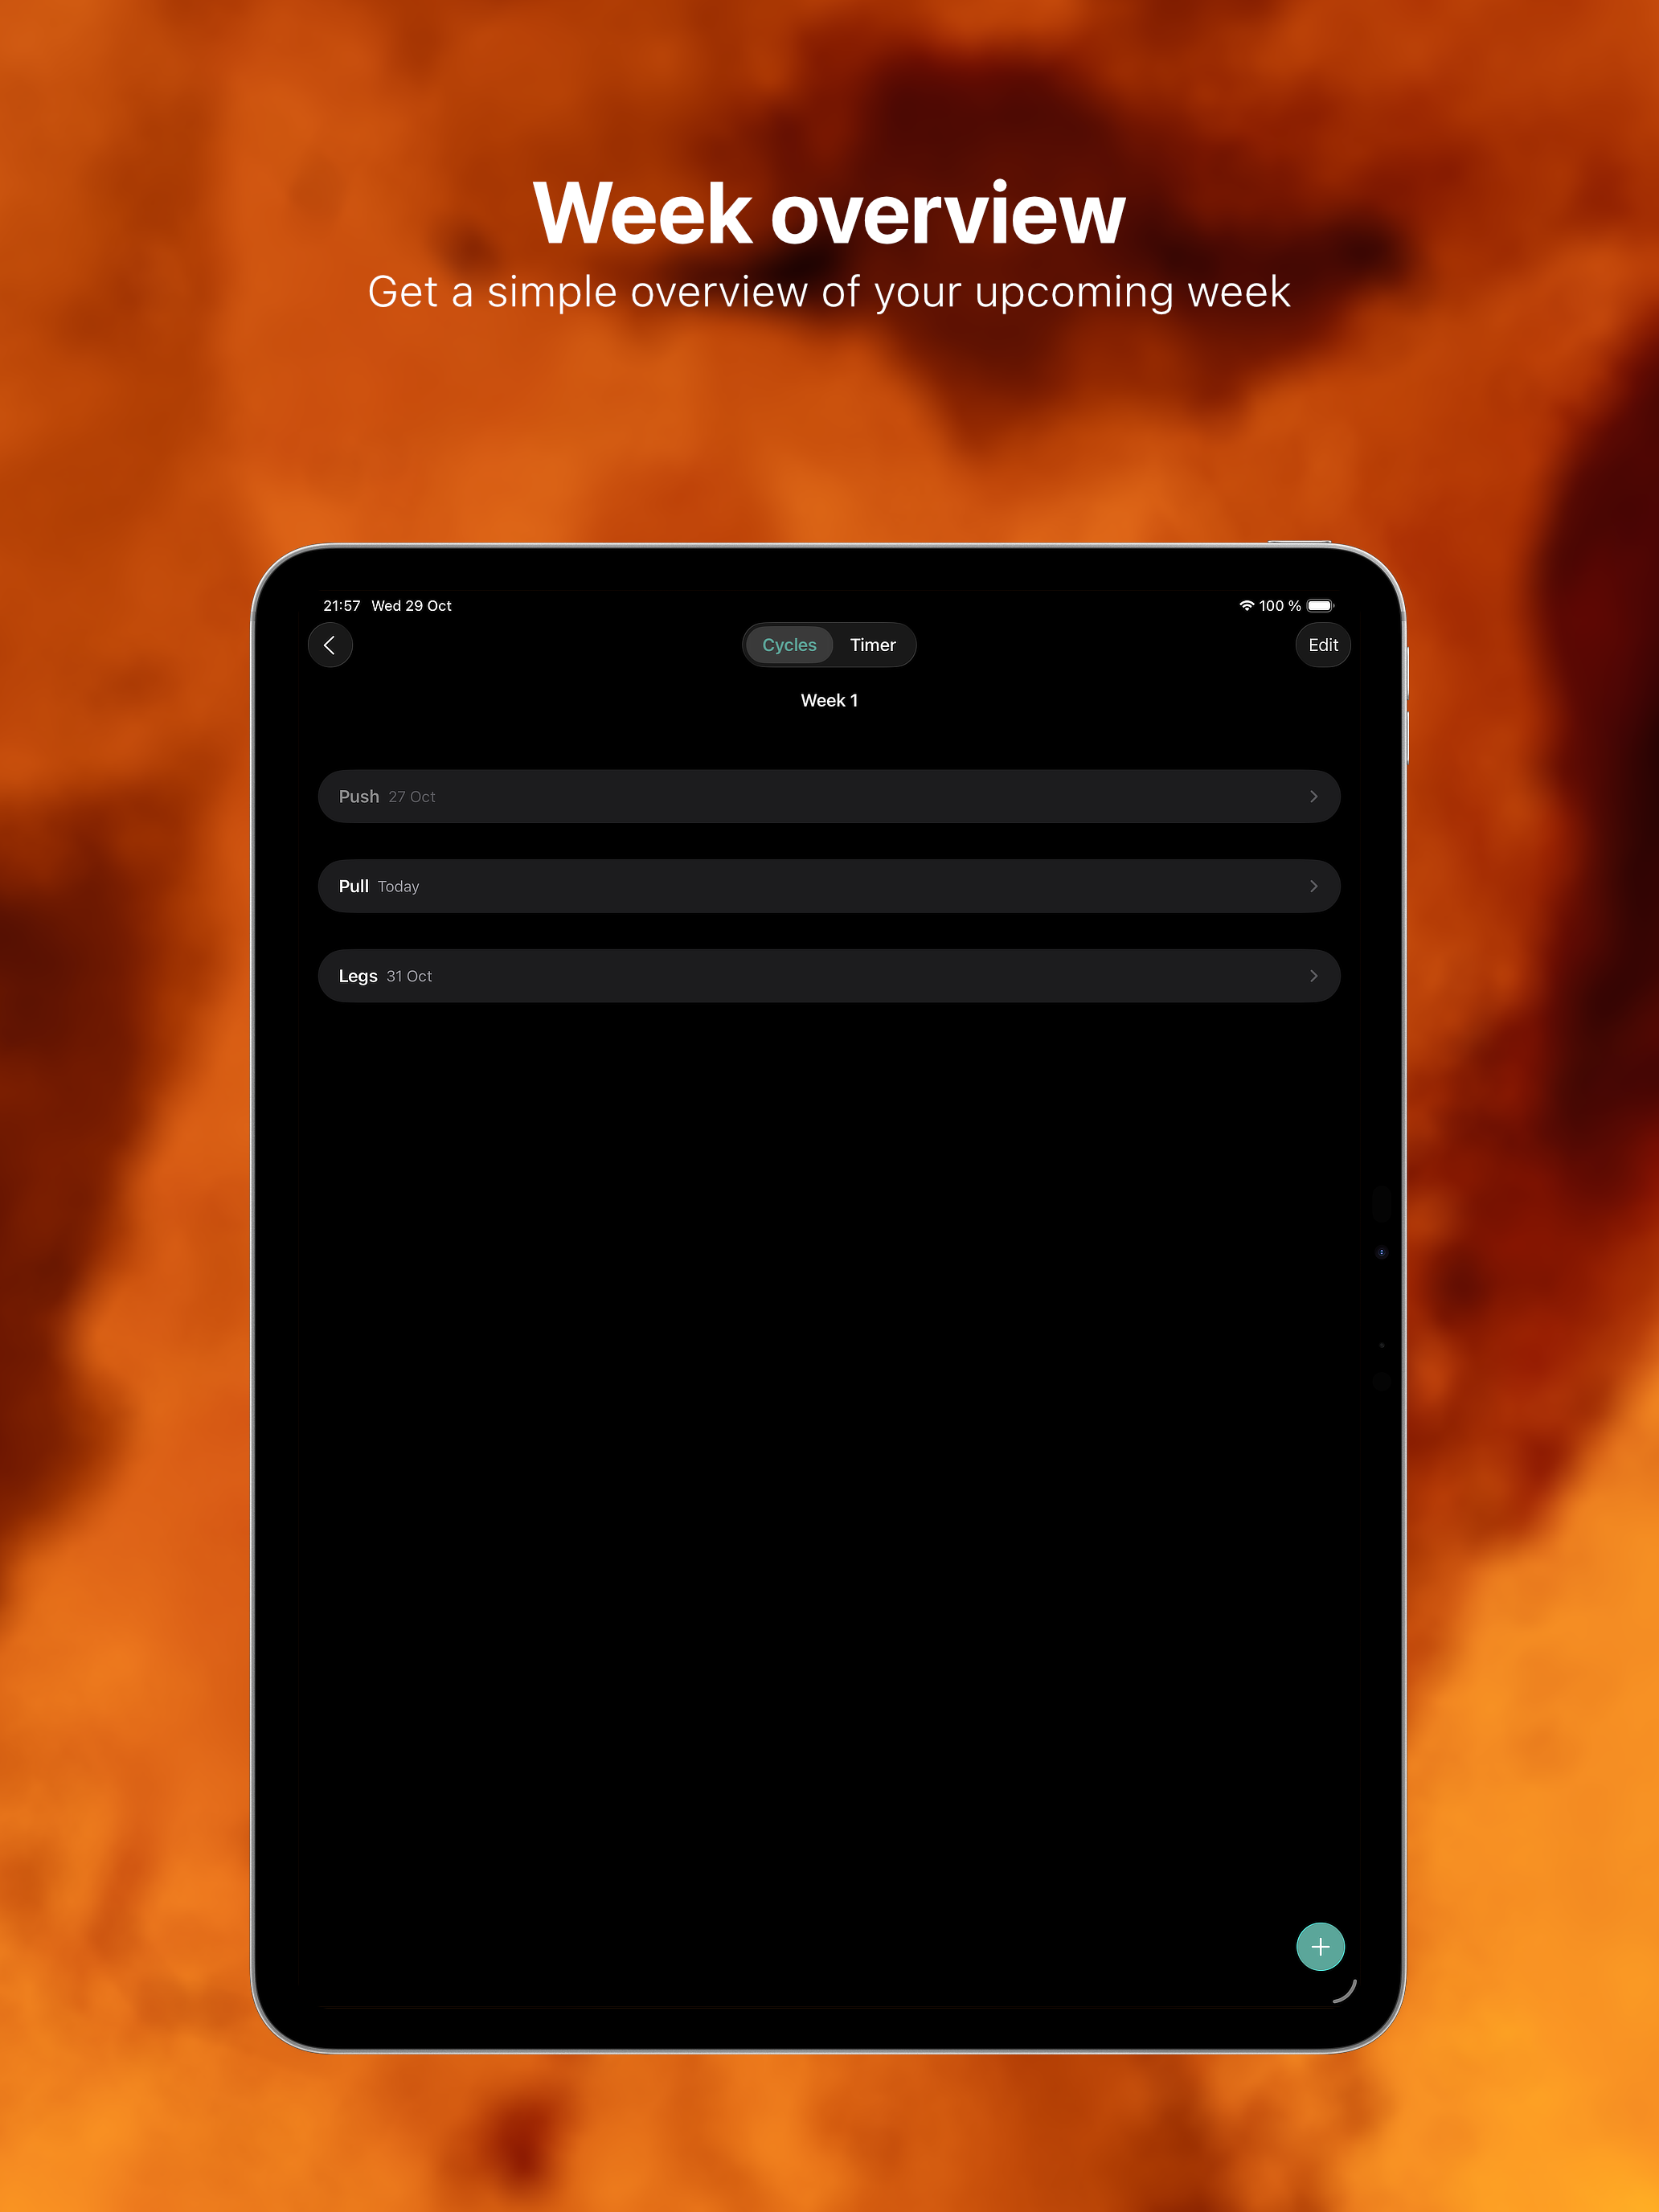 Week overview
Get a simple overview of your upcoming week
21:57 Wed 29 Oct 100 %
Cycles Timer Edit
Week 1
Push 27 Oct
Pull Today
Legs 31 Oct